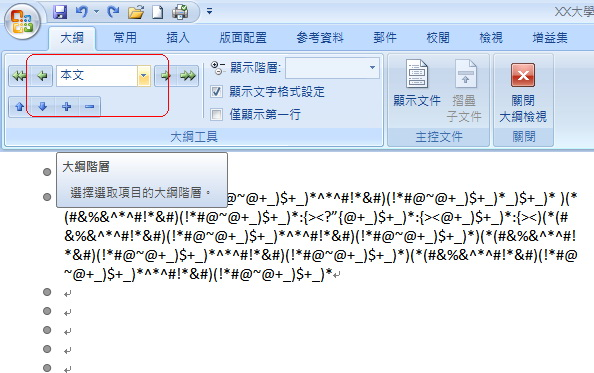 XX大學
大綱 常用 插入 版面配置 參考資料 郵件 校閱 檢視 增益集
本文
顯示階層:
顯示文字格式設定
僅顯示第一行
大綱工具
顯示文件
摺疊
子文件
主控文件
關閉
大綱檢視
關閉
大綱階層
選擇選取項目的大綱階層。
@~@+_)$+_)*^*^#!*&#)(!*#@~@+_)$+_)*_)$+_)* )(*
(#&%&^*^*#!*&#)(!*#@~@+_)$+_)*:{><?”{@+_)$+_)*:{><@+_)$+_)*:{><)(*(#
&%&^*^*#!*&#)(!*#@~@+_)$+_)*^*^#!*&#)(!*#@~@+_)$+_)*)(*(#&%&^*^#!
*&#)(!*#@~@+_)$+_)*^*^#!*&#)(!*#@~@+_)$+_)*)(*(#&%&^*^#!*&#)(!*#@
~@+_)$+_)$+_)*^*^#!*&#)(!*#@~@+_)$+_)*